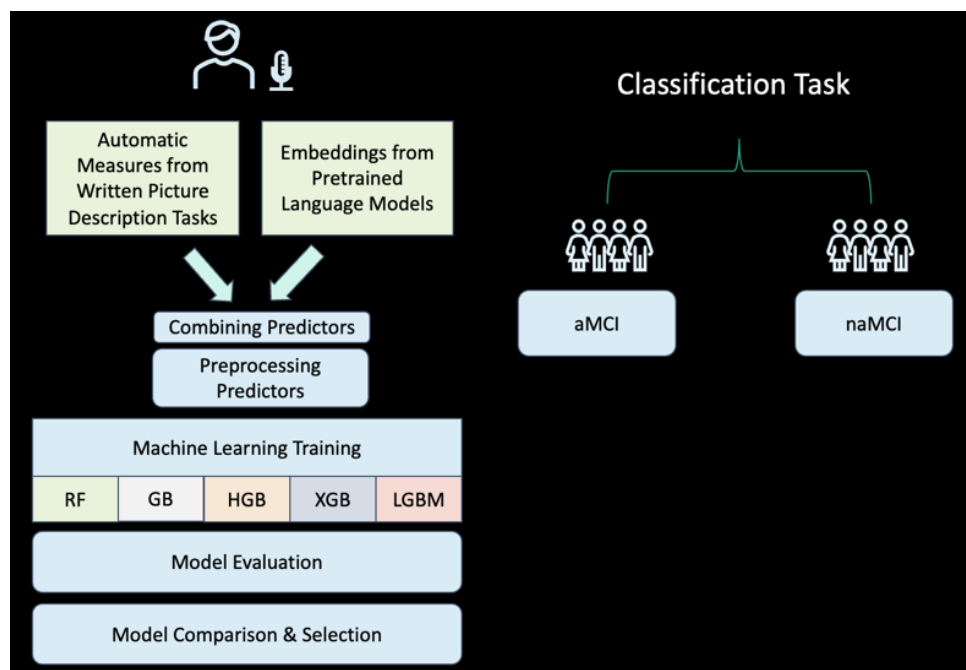 Automatic
Measures from
Written Picture
Description Tasks
Embeddings from
Pretrained
Language Models
Combining Predictors
Preprocessing
Predictors
Machine Learning Training
RF
GB
HGB
XGB
LGBM
Model Evaluation
Model Comparison & Selection
Classification Task
aMCI
naMCI